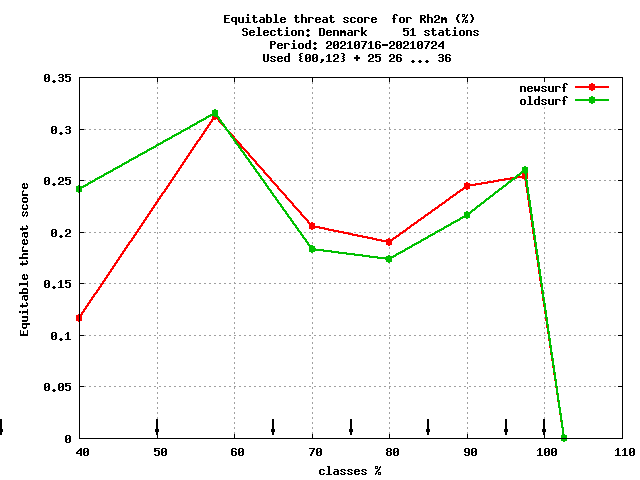 Equitable threat score  for Rh2m (%)
Selection: Denmark     51 stations
Period: 20210716-20210724
Used {00,12} + 25 26 ... 36
newsurf
oldsurf
Equitable threat score
0.35
0.3
0.25
0.2
0.15
0.1
0.05
0
40 50 60 70 80 90 100 110
classes %